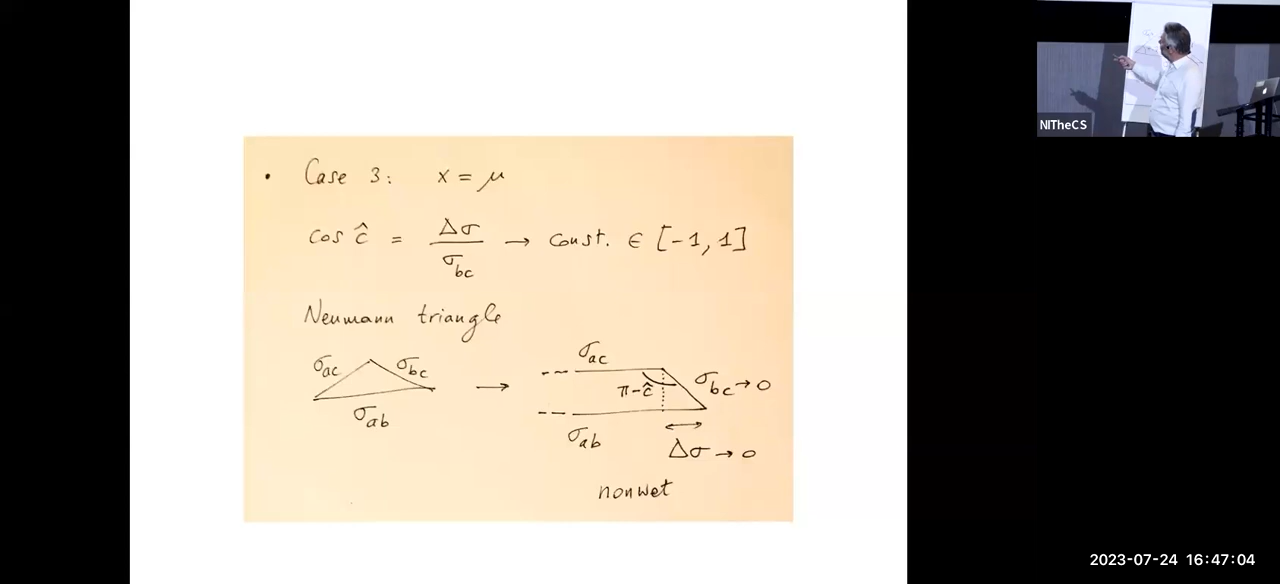 • Case 3: x = μ
cos ĉ = Δσ / σbc → const. ∈ [-1, 1]
Neumann triangle
σac σbc → σac π-ĉ σbc → 0
σab σab Δσ → 0
nonwet
NITheCS
2023-07-24 16:47:04